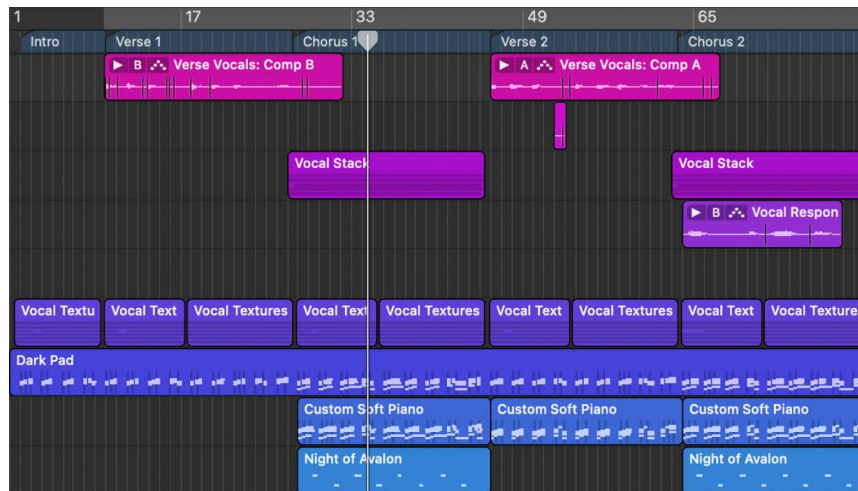 1 17 33 49 65
Intro Verse 1 Chorus 1 Verse 2 Chorus 2
B Verse Vocals: Comp B A Verse Vocals: Comp A
Vocal Stack Vocal Stack
B Vocal Respon
Vocal Textu Vocal Text Vocal Textures Vocal Text Vocal Textures Vocal Text Vocal Textures Vocal Text Vocal Texture
Dark Pad
Custom Soft Piano Custom Soft Piano Custom Soft Piano
Night of Avalon Night of Avalon